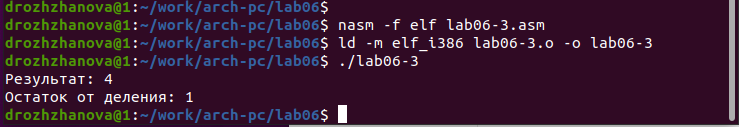 drozhzhanova@1:~/work/arch-pc/lab06$
drozhzhanova@1:~/work/arch-pc/lab06$ nasm -f elf lab06-3.asm
drozhzhanova@1:~/work/arch-pc/lab06$ ld -m elf_i386 lab06-3.o -o lab06-3
drozhzhanova@1:~/work/arch-pc/lab06$ ./lab06-3
Результат: 4
Остаток от деления: 1
drozhzhanova@1:~/work/arch-pc/lab06$